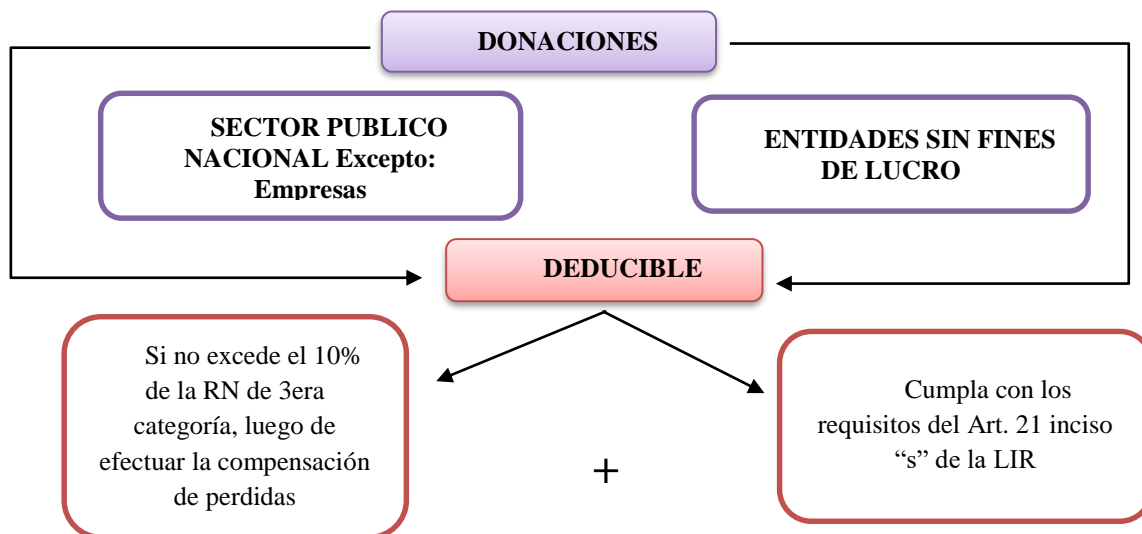 DONACIONES
SECTOR PUBLICO
NACIONAL Excepto:
Empresas
ENTIDADES SIN FINES
DE LUCRO
DEDUCIBLE
Si no excede el 10%
de la RN de 3era
categoría, luego de
efectuar la compensación
de perdidas
+
Cumpla con los
requisitos del Art. 21 inciso
“s” de la LIR